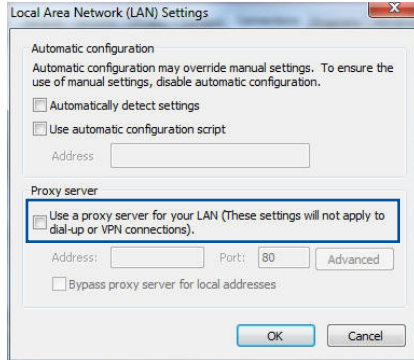 Local Area Network (LAN) Settings
Automatic configuration
Automatic configuration may override manual settings. To ensure the
use of manual settings, disable automatic configuration.
Automatically detect settings
Use automatic configuration script
Address
Proxy server
Use a proxy server for your LAN (These settings will not apply to
dial-up or VPN connections).
Address: Port: 80 Advanced
Bypass proxy server for local addresses
OK Cancel